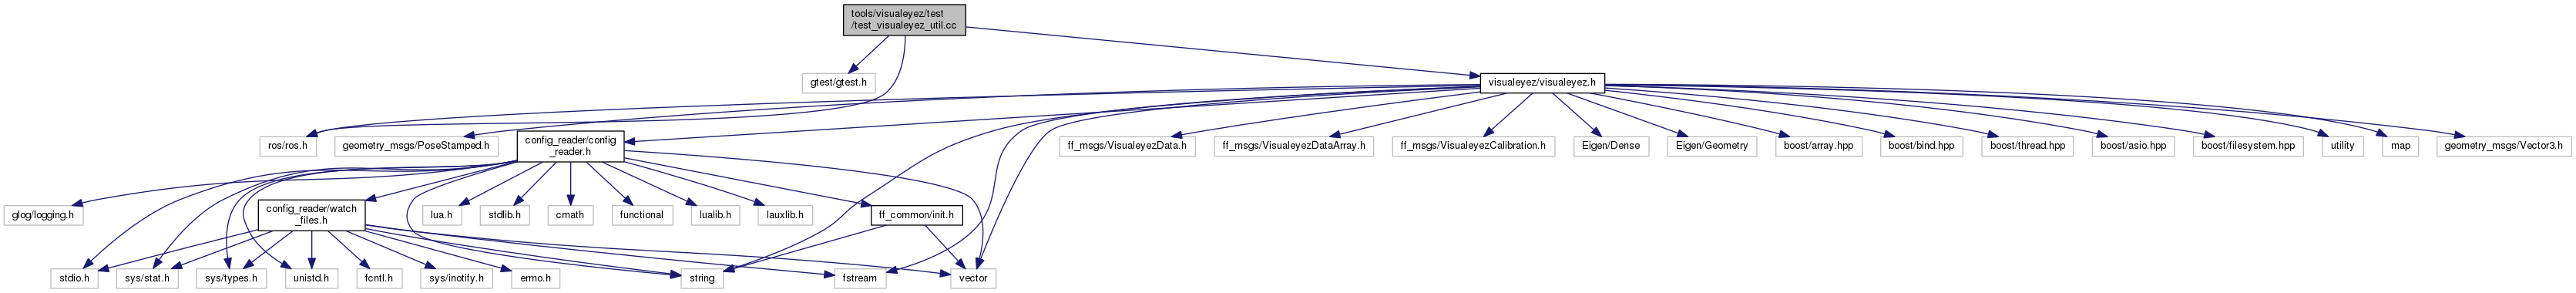 tools/visualeyez/test
/test_visualeyez_util.cc
gtest/gtest.h
visualeyez/visualeyez.h
ros/ros.h
geometry_msgs/PoseStamped.h
config_reader/config
_reader.h
ff_msgs/VisualeyezData.h
ff_msgs/VisualeyezDataArray.h
ff_msgs/VisualeyezCalibration.h
Eigen/Dense
Eigen/Geometry
boost/array.hpp
boost/bind.hpp
boost/thread.hpp
boost/asio.hpp
boost/filesystem.hpp
utility
map
geometry_msgs/Vector3.h
glog/logging.h
config_reader/watch
_files.h
lua.h
stdlib.h
cmath
functional
lualib.h
lauxlib.h
ff_common/init.h
stdio.h
sys/stat.h
sys/types.h
unistd.h
fcntl.h
sys/inotify.h
errno.h
string
fstream
vector